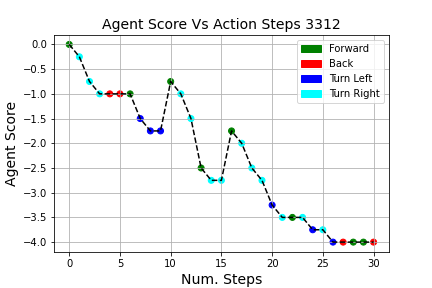 Agent Score Vs Action Steps 3312
Forward
Back
Turn Left
Turn Right
Agent Score
0.0
−0.5
−1.0
−1.5
−2.0
−2.5
−3.0
−3.5
−4.0
0 5 10 15 20 25 30
Num. Steps